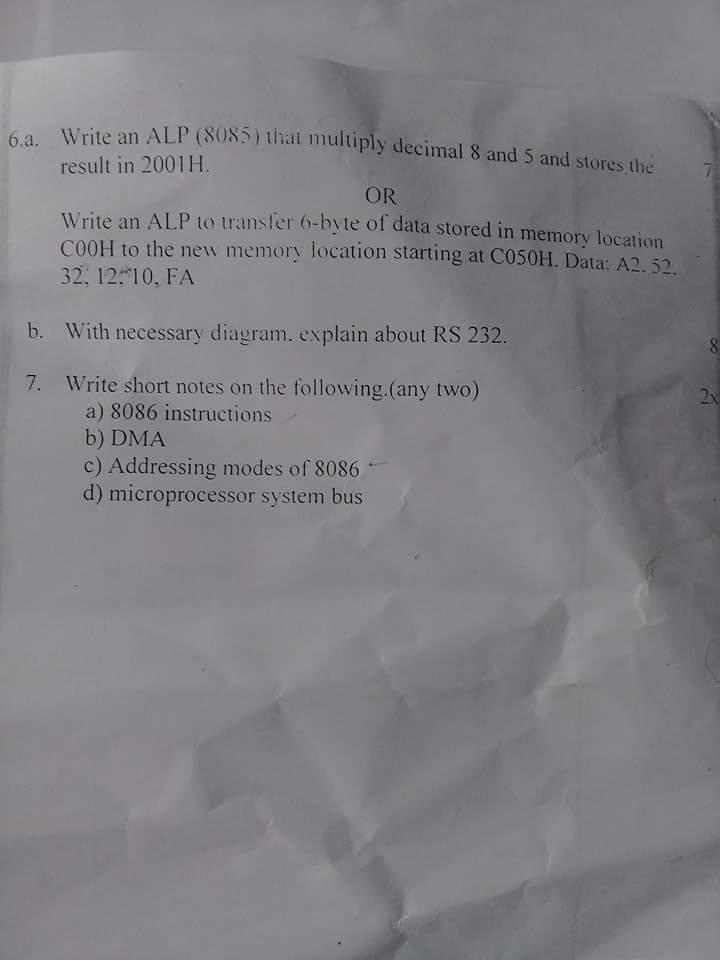 6.a. Write an ALP (8085) that multiply decimal 8 and 5 and stores the 7
result in 2001H.
OR
Write an ALP to transfer 6-byte of data stored in memory location
C00H to the new memory location starting at C050H. Data: A2. 52.
32, 12, 10, FA
b. With necessary diagram. explain about RS 232. 8
7. Write short notes on the following.(any two) 2x
a) 8086 instructions
b) DMA
c) Addressing modes of 8086
d) microprocessor system bus